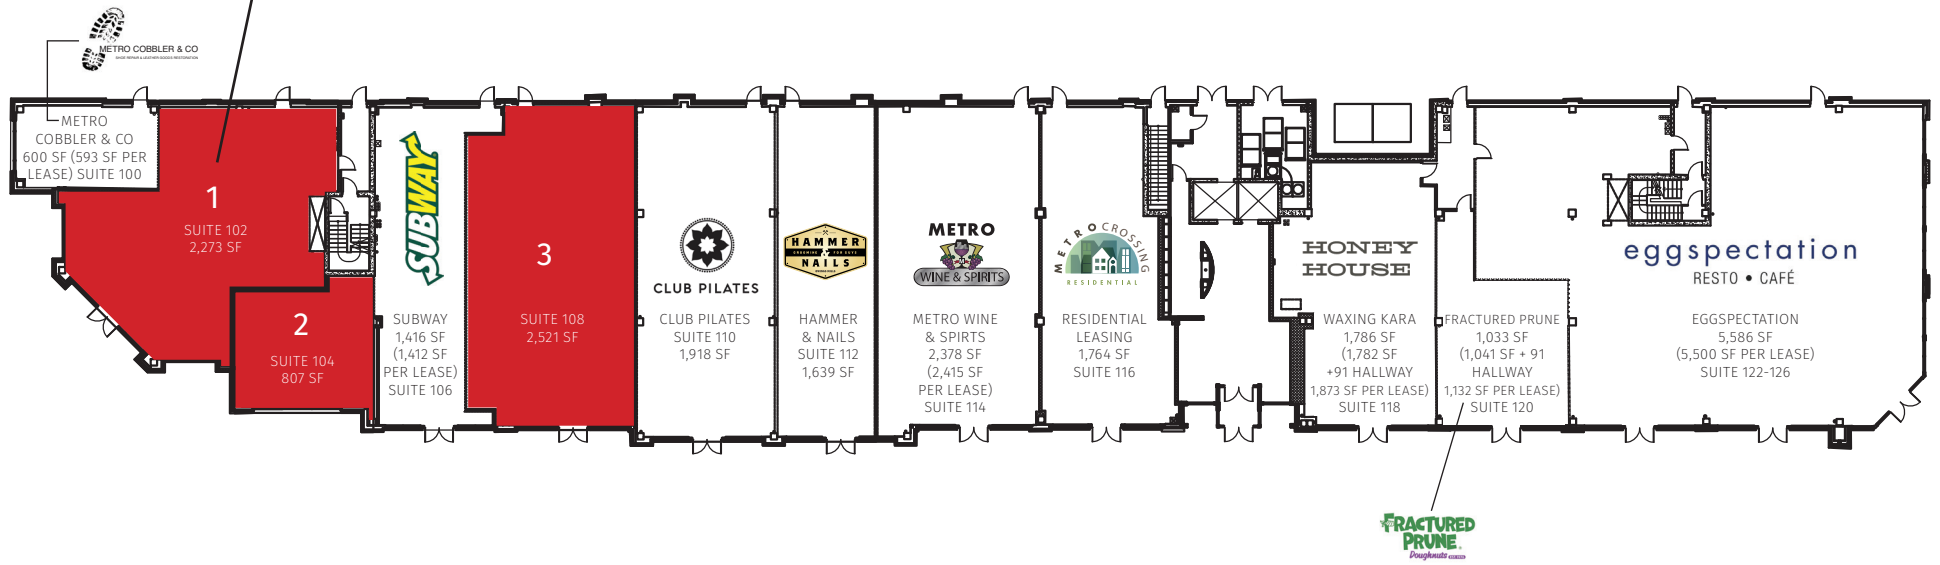 METRO COBBLER & CO
SHOE REPAIR & LEATHER GOODS RESTORATION
METRO
COBBLER & CO
600 SF (593 SF PER
LEASE) SUITE 100
1
SUITE 102
2,273 SF
2
SUITE 104
807 SF
SUBWAY
SUBWAY
1,416 SF
(1,412 SF
PER LEASE)
SUITE 106
3
SUITE 108
2,521 SF
CLUB PILATES
CLUB PILATES
SUITE 110
1,918 SF
HAMMER
&
NAILS
HAMMER
& NAILS
SUITE 112
1,639 SF
METRO
WINE & SPIRITS
METRO WINE
& SPIRTS
2,378 SF
(2,415 SF
PER LEASE)
SUITE 114
METROCROSSING
RESIDENTIAL
RESIDENTIAL
LEASING
1,764 SF
SUITE 116
HONEY
HOUSE
WAXING KARA
1,786 SF
(1,782 SF
+91 HALLWAY
1,873 SF PER LEASE)
SUITE 118
FRACTURED PRUNE
1,033 SF
(1,041 SF + 91
HALLWAY
1,132 SF PER LEASE)
SUITE 120
eggspectation
RESTO • CAFÉ
EGGSPECTATION
5,586 SF
(5,500 SF PER LEASE)
SUITE 122-126
FRACTURED
PRUNE
Doughnuts